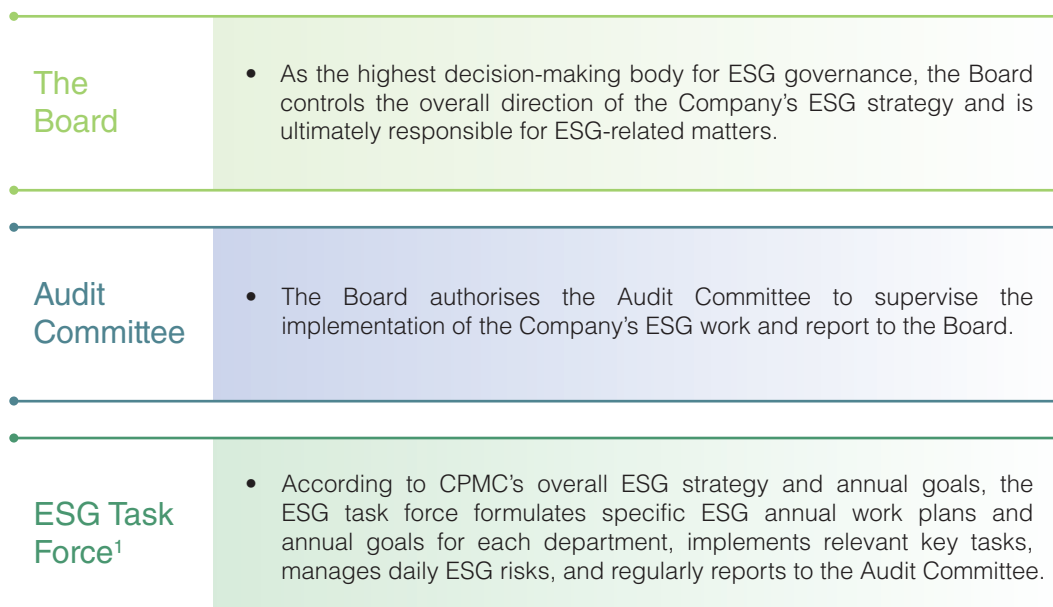 The
Board
• As the highest decision-making body for ESG governance, the Board
controls the overall direction of the Company's ESG strategy and is
ultimately responsible for ESG-related matters.
Audit
Committee
• The Board authorises the Audit Committee to supervise the
implementation of the Company's ESG work and report to the Board.
ESG Task
Force¹
• According to CPMC's overall ESG strategy and annual goals, the
ESG task force formulates specific ESG annual work plans and
annual goals for each department, implements relevant key tasks,
manages daily ESG risks, and regularly reports to the Audit Committee.